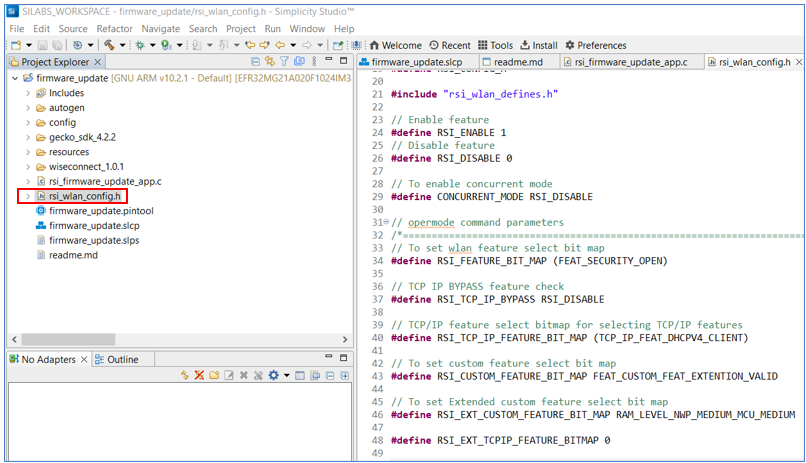 SILABS_WORKSPACE - firmware_update/rsi_wlan_config.h - Simplicity Studio™
File Edit Source Refactor Navigate Search Project Run Window Help
Welcome Recent Tools Install Preferences
Project Explorer
firmware_update [GNU ARM v10.2.1 - Default] [EFR32MG21A020F1024IM3
Includes
autogen
config
gecko_sdk_4.2.2
resources
wiseconnect_1.0.1
rsi_firmware_update_app.c
rsi_wlan_config.h
firmware_update.pintool
firmware_update.slcp
firmware_update.slps
readme.md
No Adapters Outline
firmware_update.slcp readme.md rsi_firmware_update_app.c rsi_wlan_config.h
20
21 #include "rsi_wlan_defines.h"
22
23 // Enable feature
24 #define RSI_ENABLE 1
25 // Disable feature
26 #define RSI_DISABLE 0
27
28 // To enable concurrent mode
29 #define CONCURRENT_MODE RSI_DISABLE
30
31 // opermode command parameters
32 /*=====================================================
33 // To set wlan feature select bit map
34 #define RSI_FEATURE_BIT_MAP (FEAT_SECURITY_OPEN)
35
36 // TCP IP BYPASS feature check
37 #define RSI_TCP_IP_BYPASS RSI_DISABLE
38
39 // TCP/IP feature select bitmap for selecting TCP/IP features
40 #define RSI_TCP_IP_FEATURE_BIT_MAP (TCP_IP_FEAT_DHCPV4_CLIENT)
41
42 // To set custom feature select bit map
43 #define RSI_CUSTOM_FEATURE_BIT_MAP FEAT_CUSTOM_FEAT_EXTENTION_VALID
44
45 // To set Extended custom feature select bit map
46 #define RSI_EXT_CUSTOM_FEATURE_BIT_MAP RAM_LEVEL_NWP_MEDIUM_MCU_MEDIUM
47
48 #define RSI_EXT_TCPIP_FEATURE_BITMAP 0
49